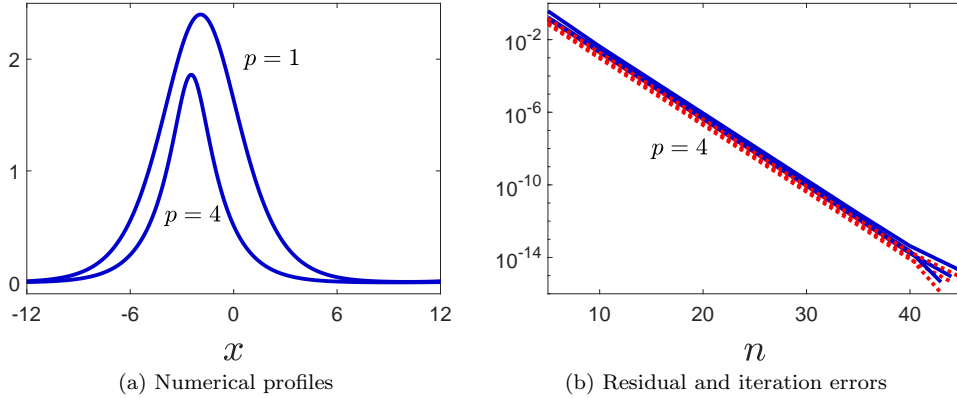 2
1
0
p = 1
p = 4
-12 -6 0 6 12
x
(a) Numerical profiles
10^-2
10^-6
10^-10
10^-14
p = 4
10 20 30 40
n
(b) Residual and iteration errors